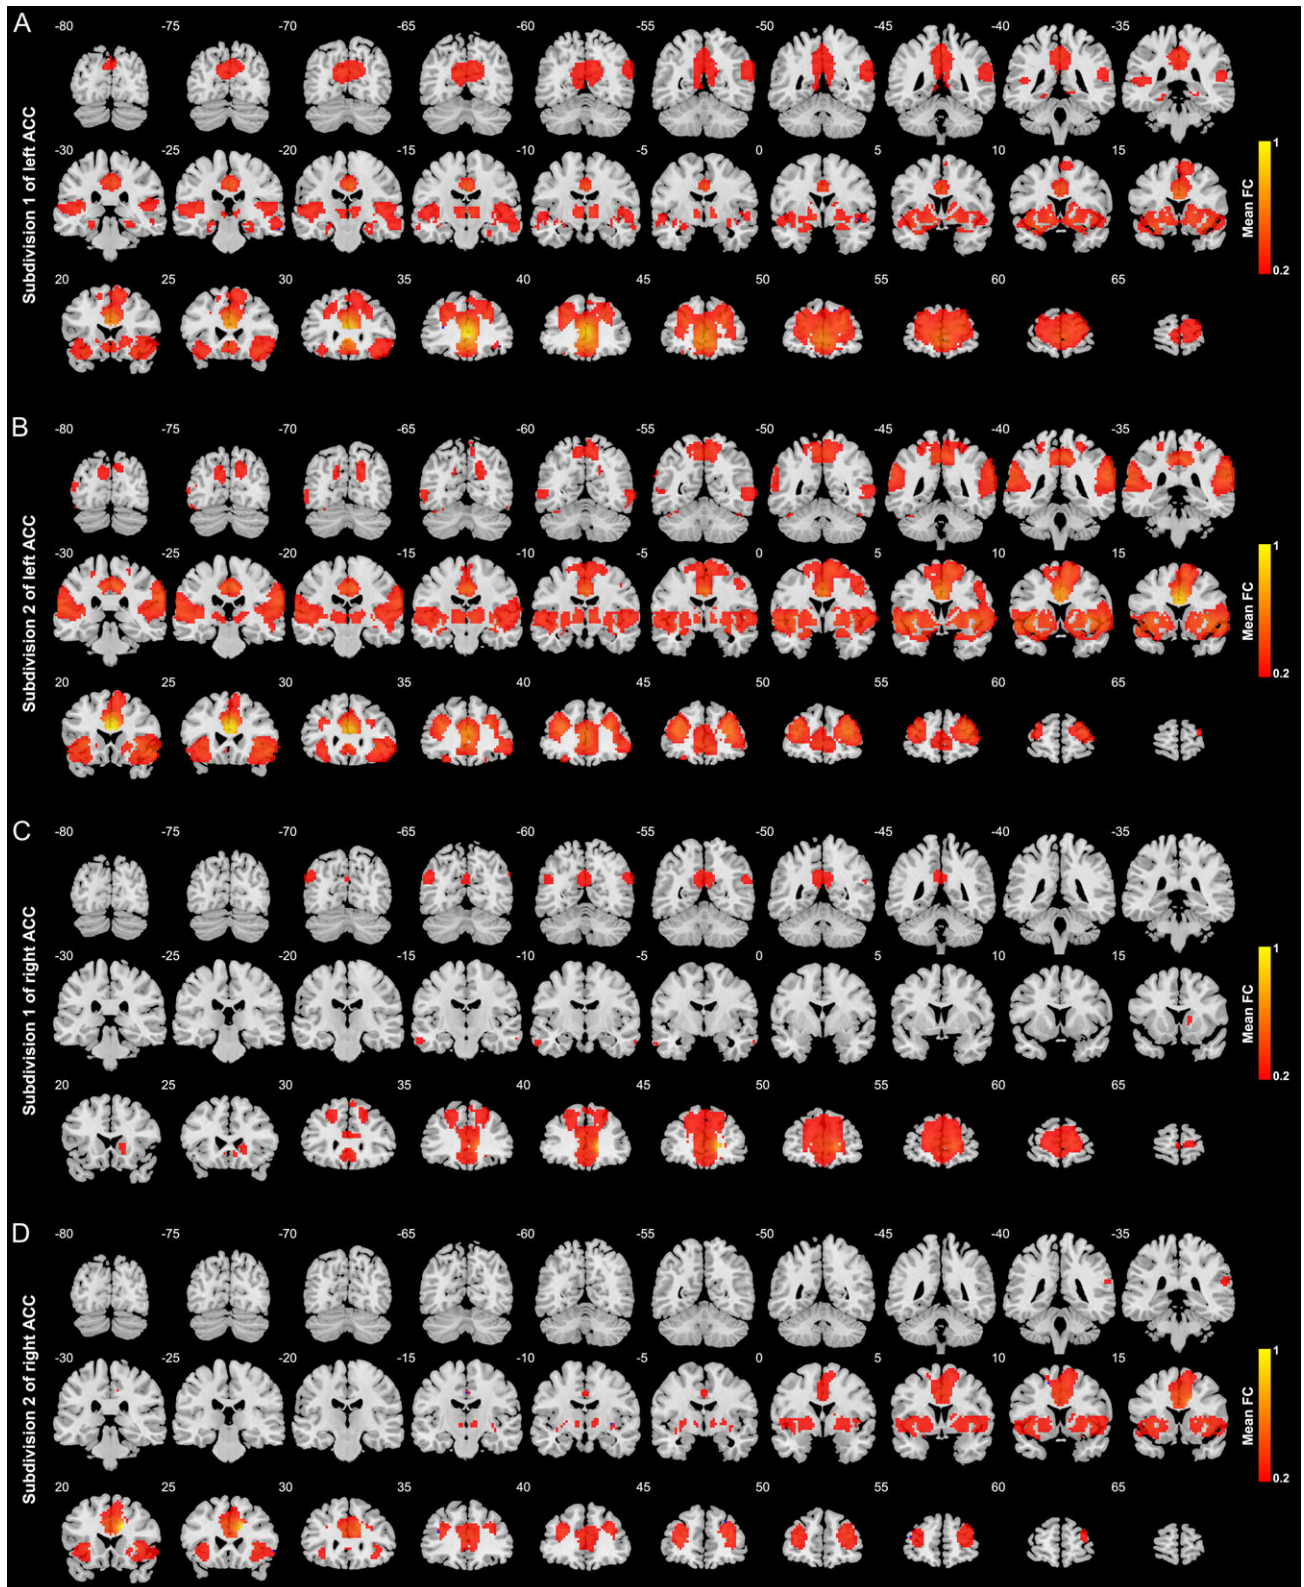 A
-80 -75 -70 -65 -60 -55 -50 -45 -40 -35
-30 -25 -20 -15 -10 -5 0 5 10 15
20 25 30 35 40 45 50 55 60 65
Subdivision 1 of left ACC
1
Mean FC
0.2
B
-80 -75 -70 -65 -60 -55 -50 -45 -40 -35
-30 -25 -20 -15 -10 -5 0 5 10 15
20 25 30 35 40 45 50 55 60 65
Subdivision 2 of left ACC
1
Mean FC
0.2
C
-80 -75 -70 -65 -60 -55 -50 -45 -40 -35
-30 -25 -20 -15 -10 -5 0 5 10 15
20 25 30 35 40 45 50 55 60 65
Subdivision 1 of right ACC
1
Mean FC
0.2
D
-80 -75 -70 -65 -60 -55 -50 -45 -40 -35
-30 -25 -20 -15 -10 -5 0 5 10 15
20 25 30 35 40 45 50 55 60 65
Subdivision 2 of right ACC
1
Mean FC
0.2